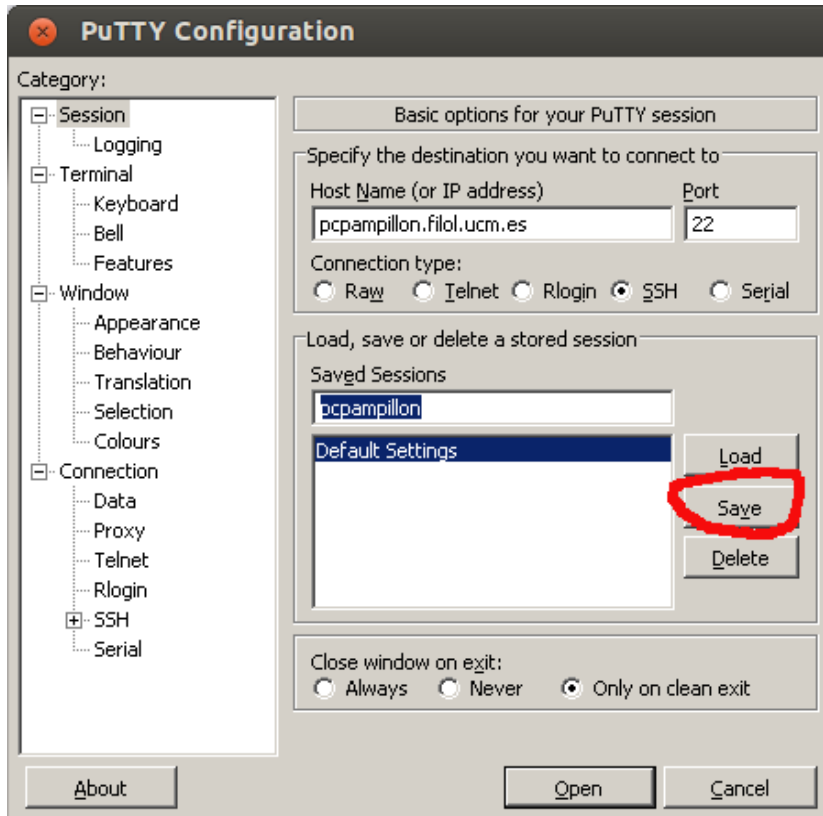 PuTTY Configuration
Category:
Session
Logging
Terminal
Keyboard
Bell
Features
Window
Appearance
Behaviour
Translation
Selection
Colours
Connection
Data
Proxy
Telnet
Rlogin
SSH
Serial
Basic options for your PuTTY session
Specify the destination you want to connect to
Host Name (or IP address) Port
pcpampillon.filol.ucm.es 22
Connection type:
Raw Telnet Rlogin SSH Serial
Load, save or delete a stored session
Saved Sessions
pcpampillon
Default Settings
Load
Save
Delete
Close window on exit:
Always Never Only on clean exit
About Open Cancel